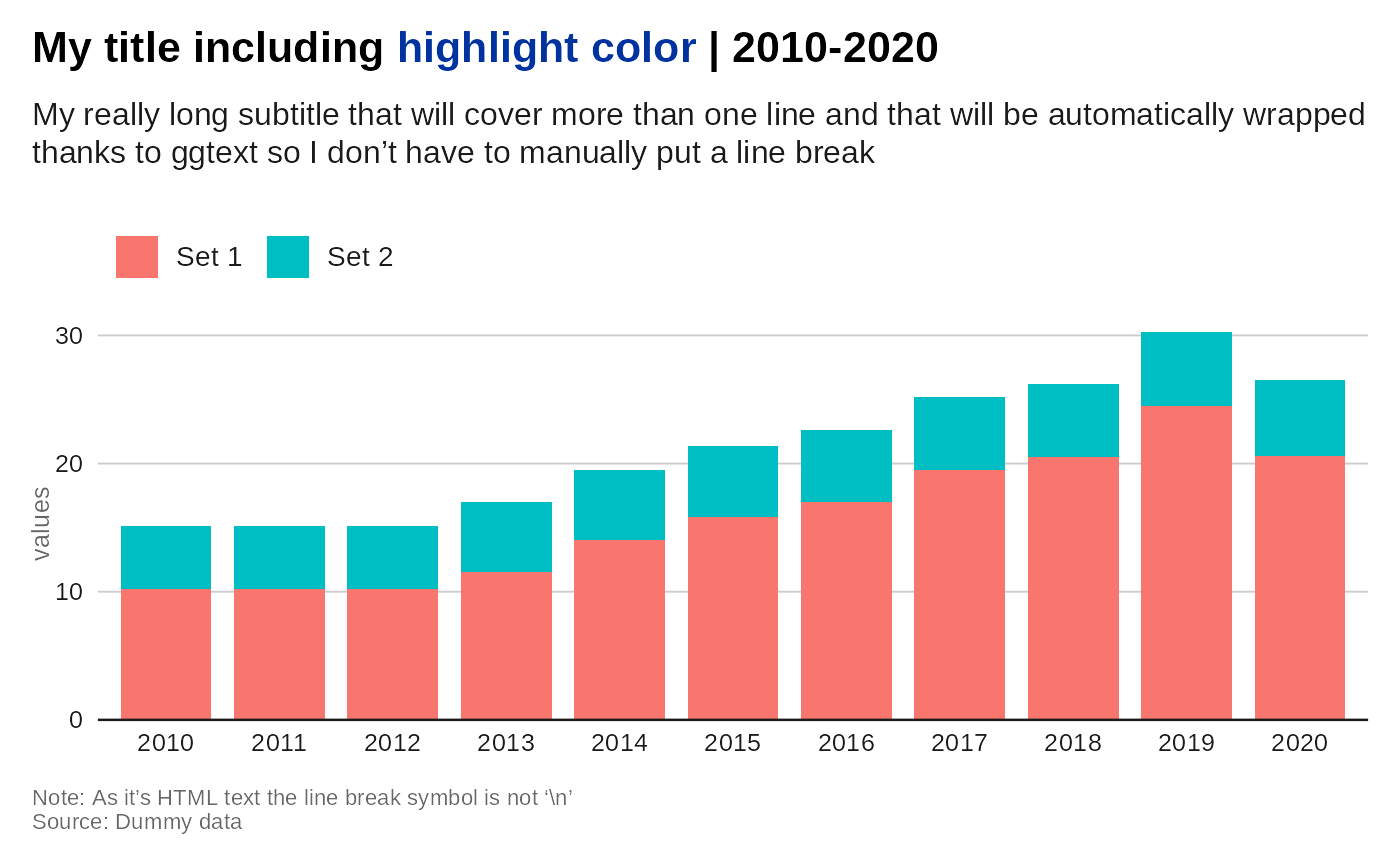 My title including highlight color | 2010-2020
My really long subtitle that will cover more than one line and that will be automatically wrapped
thanks to ggtext so I don’t have to manually put a line break
Set 1 Set 2
30
20
values
10
0
2010 2011 2012 2013 2014 2015 2016 2017 2018 2019 2020
Note: As it’s HTML text the line break symbol is not ‘\n’
Source: Dummy data